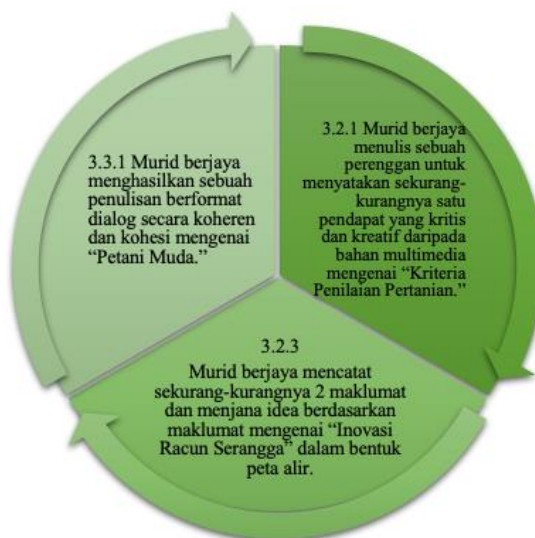 3.3.1 Murid berjaya
menghasilkan sebuah
penulisan berformat
dialog secara koheren
dan kohesi mengenai
“Petani Muda.”
3.2.1 Murid berjaya
menulis sebuah
perenggan untuk
menyatakan sekurang-
kurangnya satu
pendapat yang kritis
dan kreatif daripada
bahan multimedia
mengenai “Kriteria
Penilaian Pertanian.”
3.2.3
Murid berjaya mencatat
sekurang-kurangnya 2 maklumat
dan menjana idea berdasarkan
maklumat mengenai “Inovasi
Racun Serangga” dalam bentuk
peta alir.